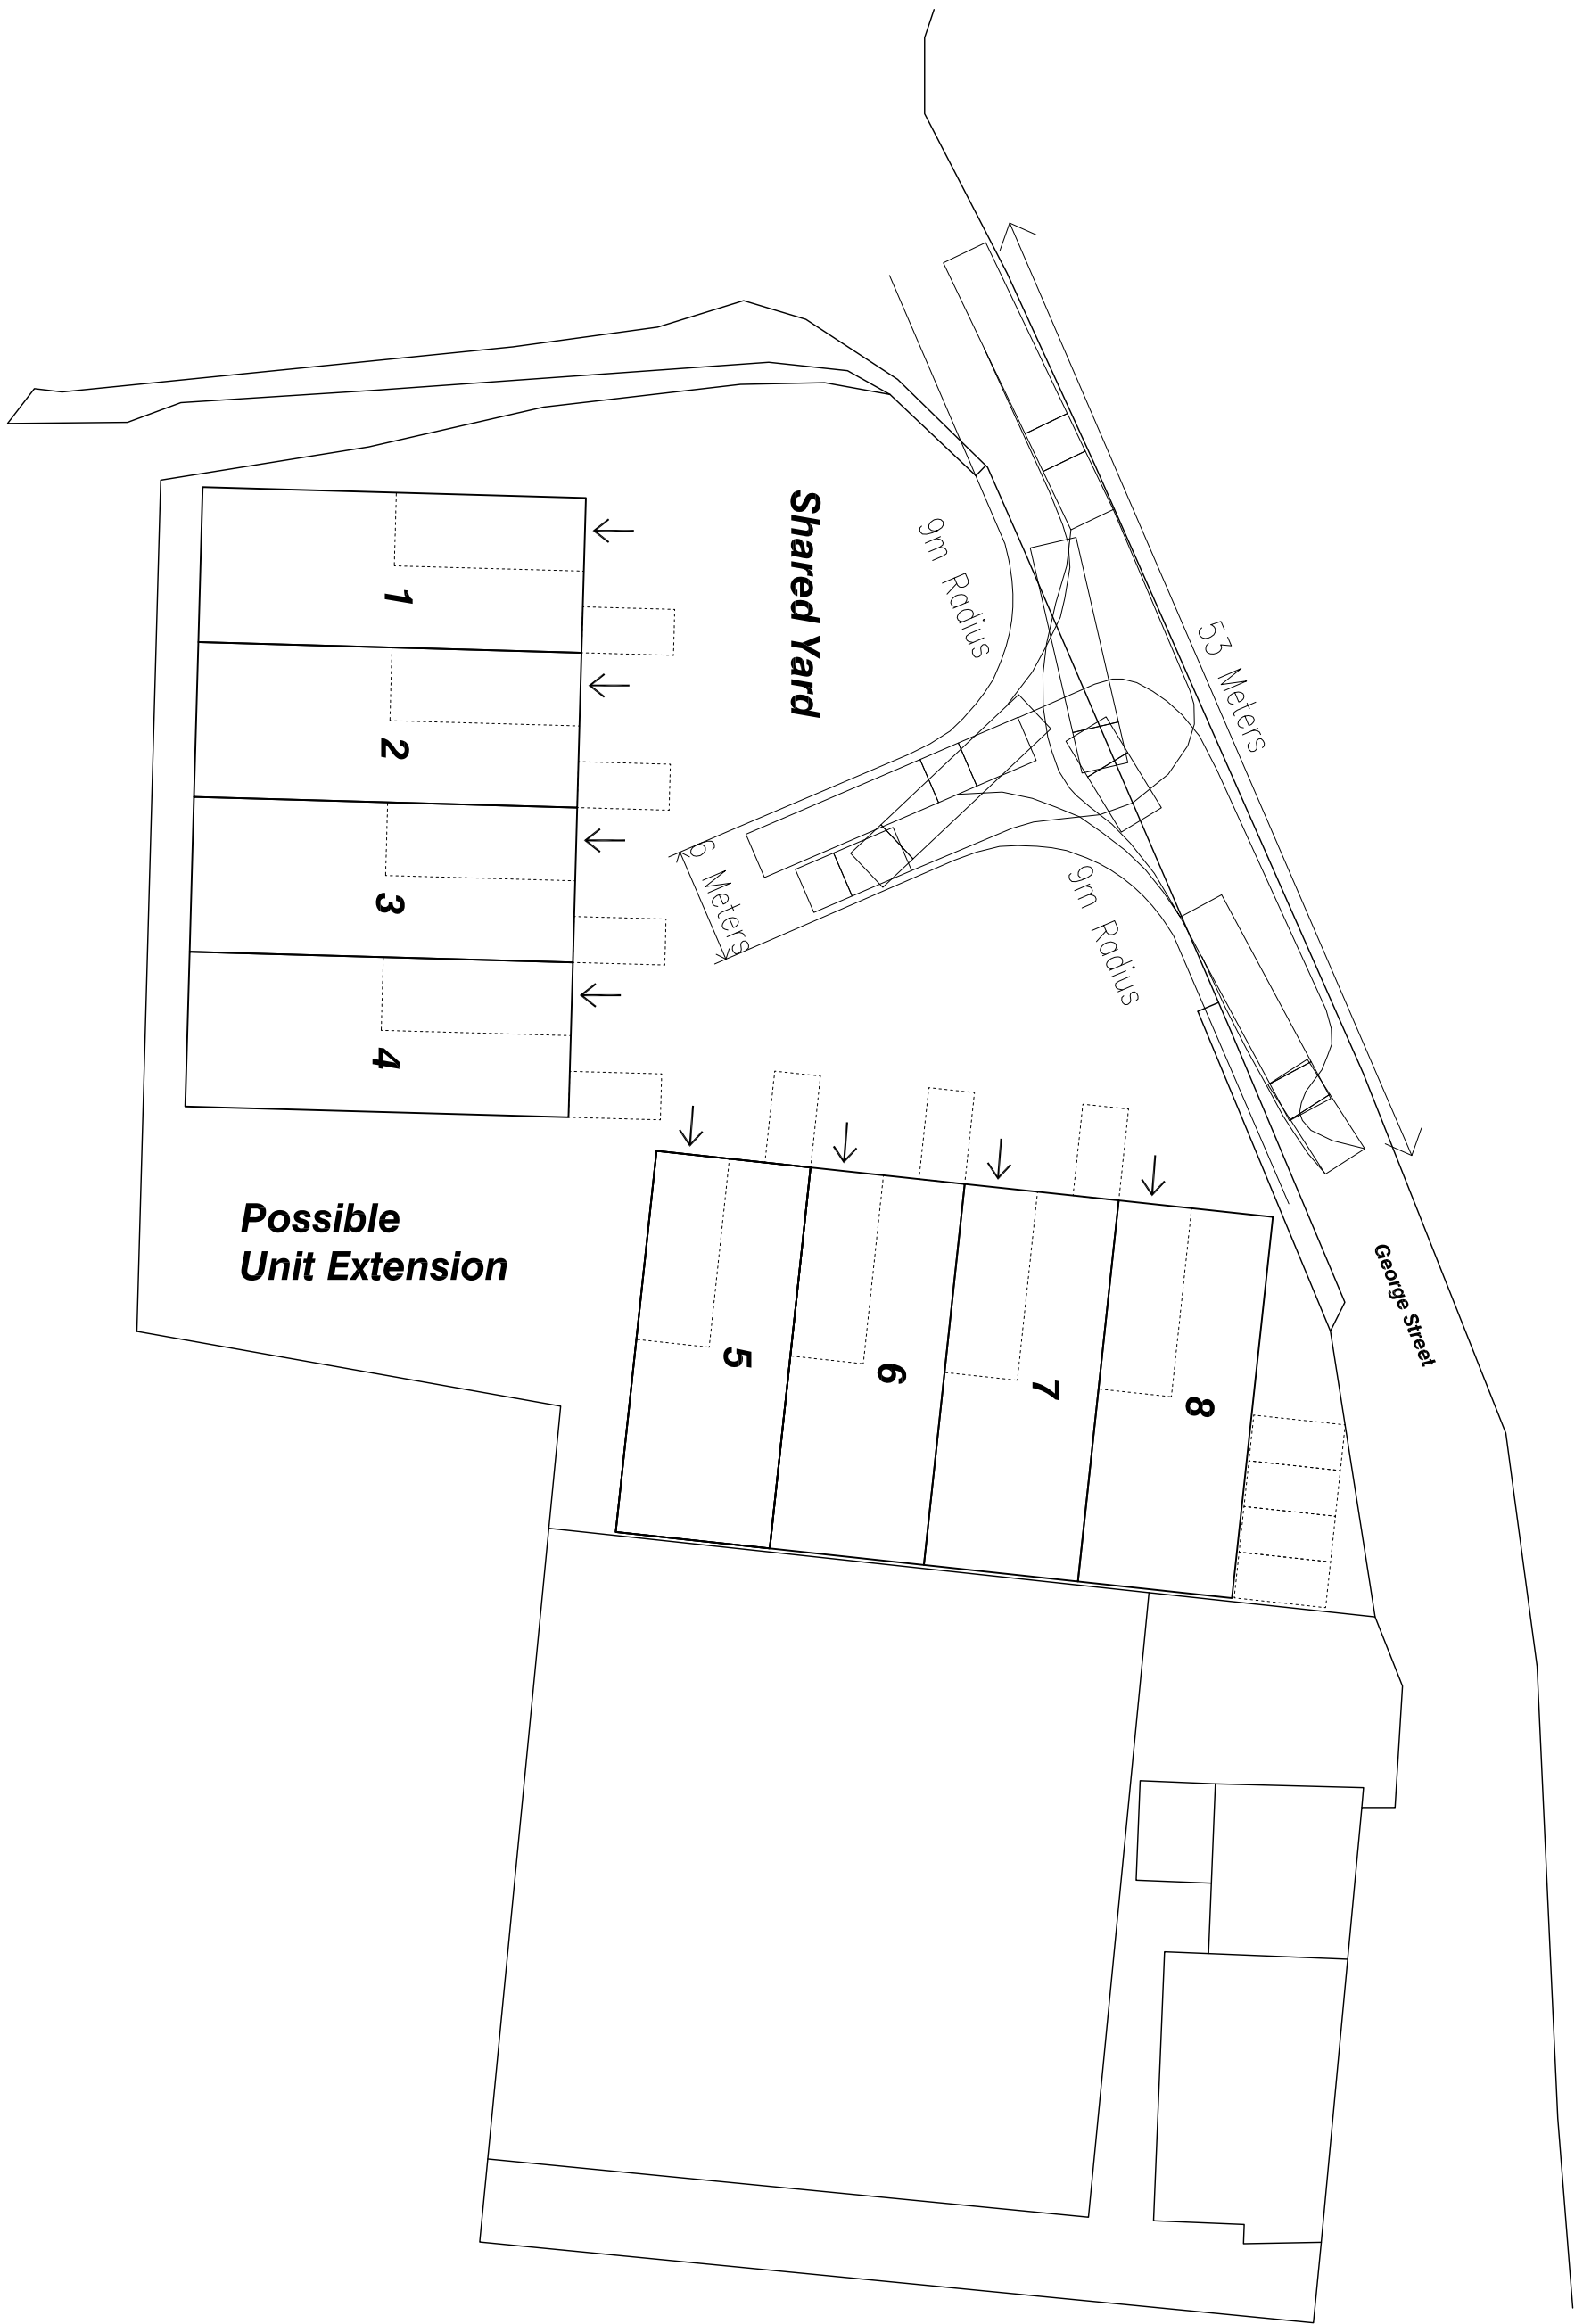 Shared Yard
9m Radius
53 Meters
6 Meters
9m Radius
1
2
3
4
Possible
Unit Extension
5
6
7
8
George Street